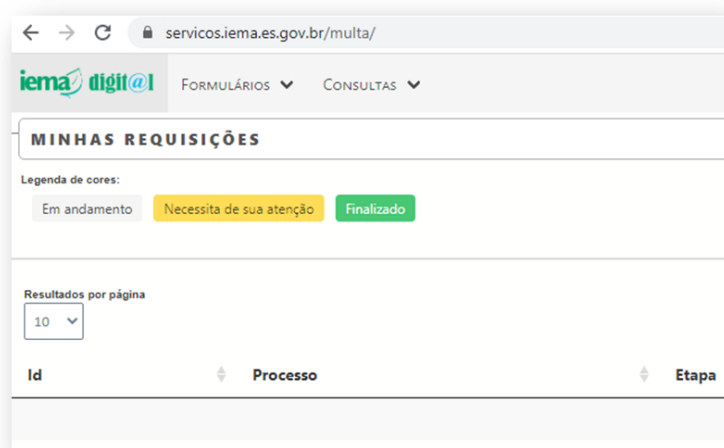 servicos.iema.es.gov.br/multa/
iema digit@l FORMULÁRIOS CONSULTAS
MINHAS REQUISIÇÕES
Legenda de cores:
Em andamento Necessita de sua atenção Finalizado
Resultados por página
10
Id Processo Etapa